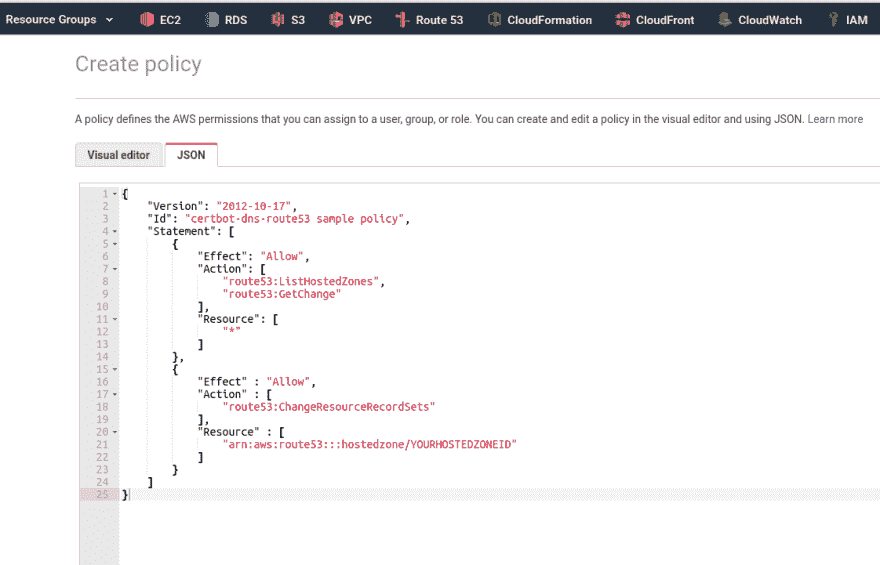 Resource Groups EC2 RDS S3 VPC Route 53 CloudFormation CloudFront CloudWatch IAM
Create policy
A policy defines the AWS permissions that you can assign to a user, group, or role. You can create and edit a policy in the visual editor and using JSON. Learn more
Visual editor JSON
1 {
2 "Version": "2012-10-17",
3 "Id": "certbot-dns-route53 sample policy",
4 "Statement": [
5 {
6 "Effect": "Allow",
7 "Action": [
8 "route53:ListHostedZones",
9 "route53:GetChange"
10 ],
11 "Resource": [
12 "*"
13 ]
14 },
15 {
16 "Effect" : "Allow",
17 "Action" : [
18 "route53:ChangeResourceRecordSets"
19 ],
20 "Resource" : [
21 "arn:aws:route53:::hostedzone/YOURHOSTEDZONEID"
22 ]
23 }
24 ]
25 }